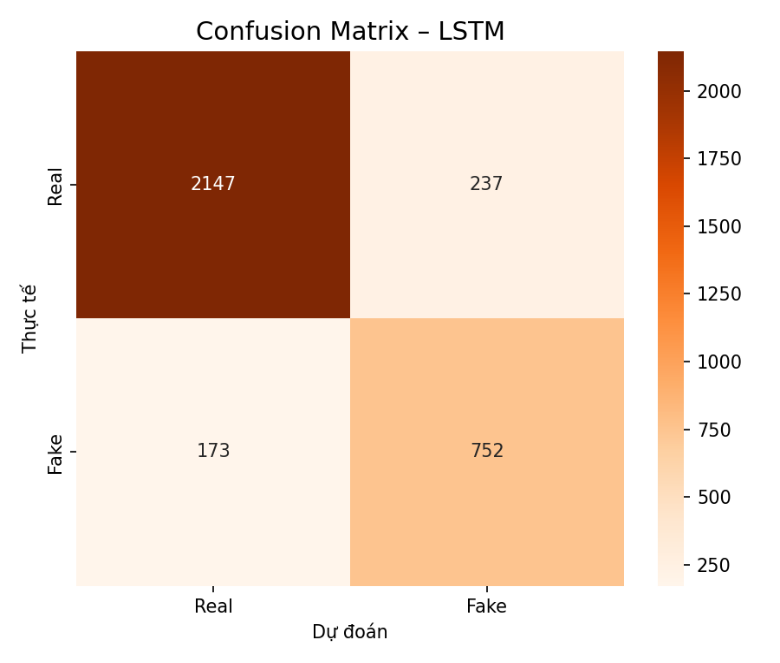 Confusion Matrix – LSTM
Thực tế
Real
Fake
2147
237
173
752
Real
Fake
Dự đoán
2000
1750
1500
1250
1000
750
500
250